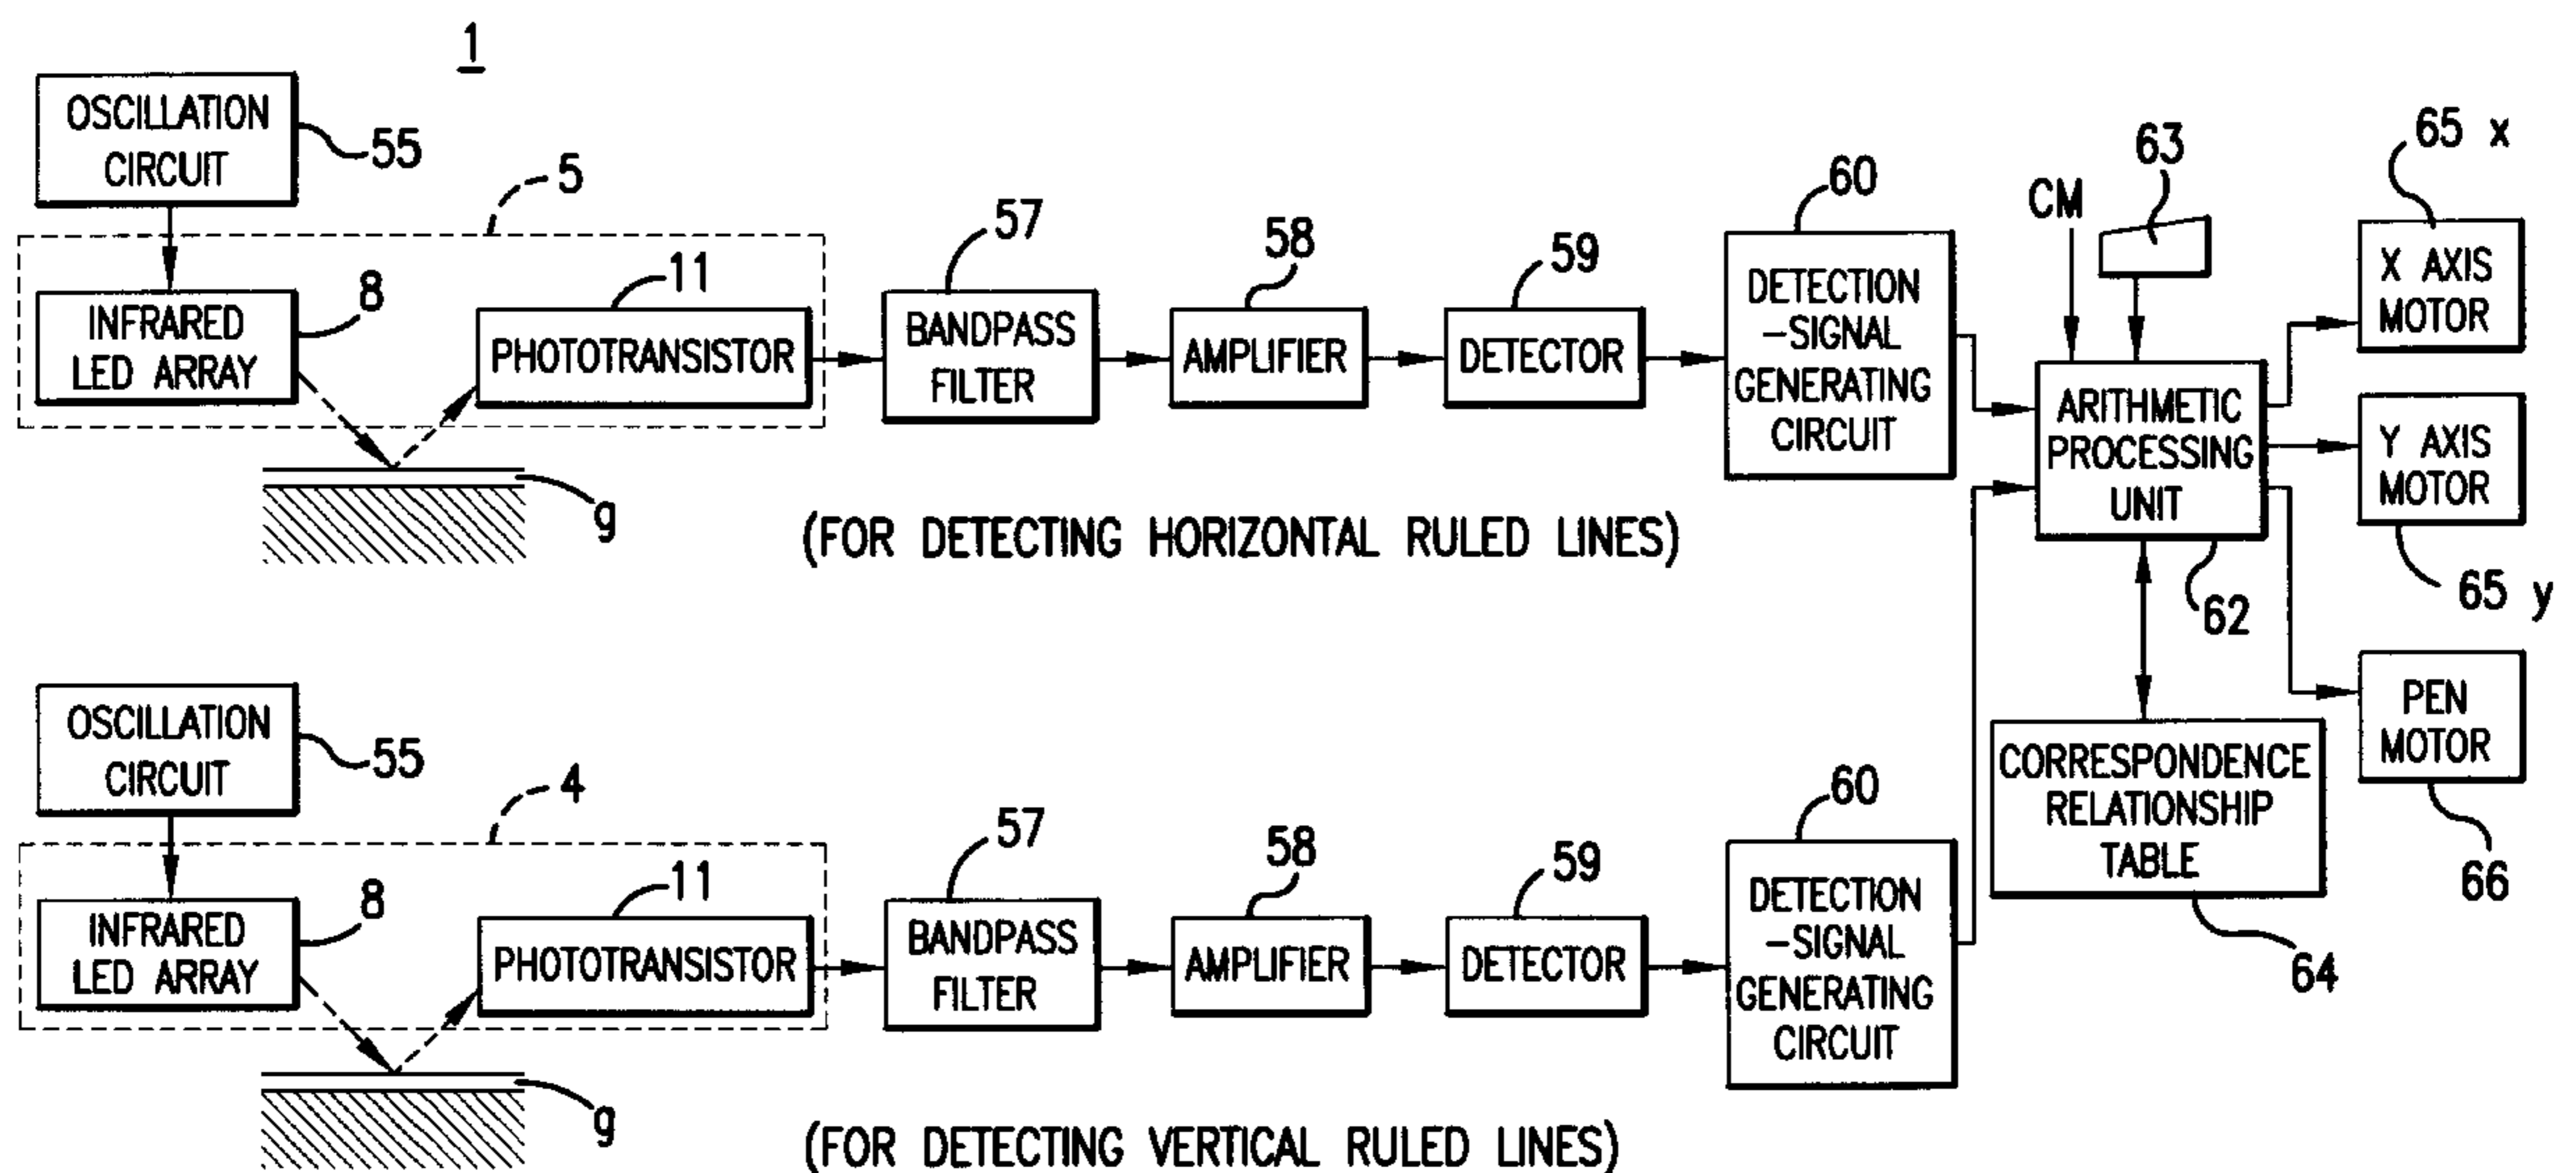 1
OSCILLATION
CIRCUIT
55
5
INFRARED
LED ARRAY
8
PHOTOTRANSISTOR
11
g
BANDPASS
FILTER
57
AMPLIFIER
58
DETECTOR
59
DETECTION
-SIGNAL
GENERATING
CIRCUIT
60
(FOR DETECTING HORIZONTAL RULED LINES)
CM
63
ARITHMETIC
PROCESSING
UNIT
62
65 x
X AXIS
MOTOR
Y AXIS
MOTOR
65 y
PEN
MOTOR
66
CORRESPONDENCE
RELATIONSHIP
TABLE
64
OSCILLATION
CIRCUIT
55
4
INFRARED
LED ARRAY
8
PHOTOTRANSISTOR
11
g
BANDPASS
FILTER
57
AMPLIFIER
58
DETECTOR
59
DETECTION
-SIGNAL
GENERATING
CIRCUIT
60
(FOR DETECTING VERTICAL RULED LINES)